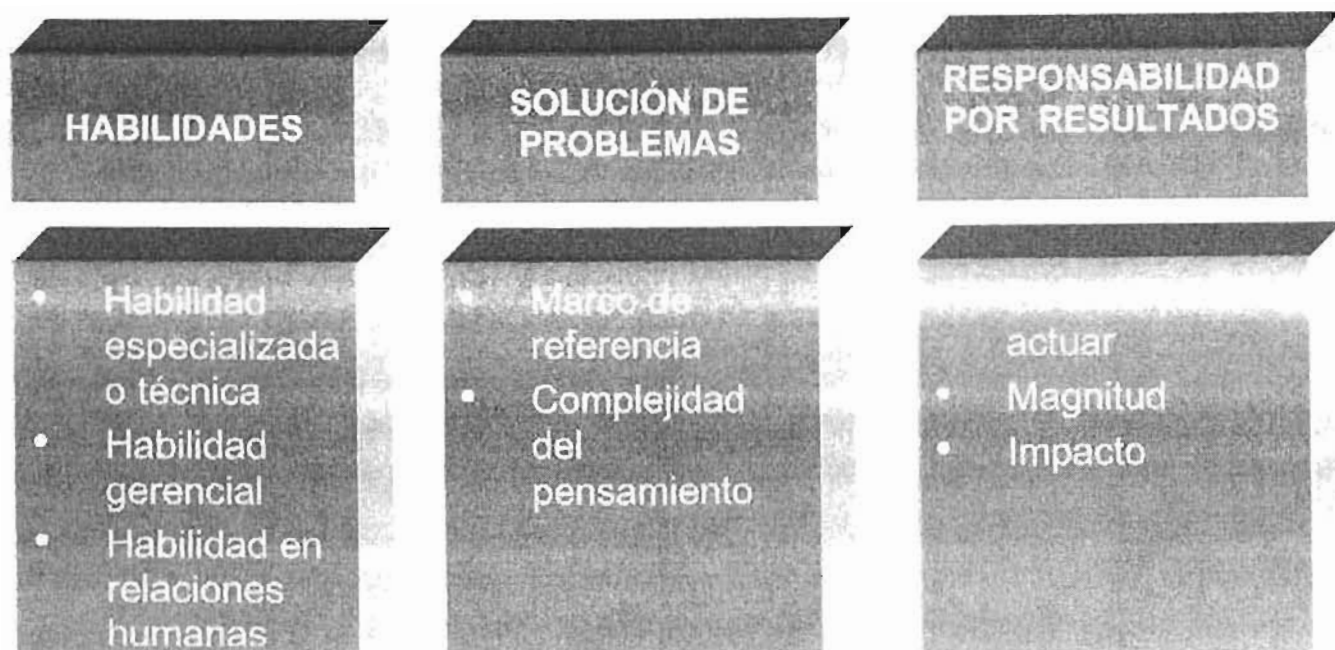 HABILIDADES
SOLUCIÓN DE
PROBLEMAS
RESPONSABILIDAD
POR RESULTADOS
• Habilidad
especializada
o técnica
• Habilidad
gerencial
• Habilidad en
relaciones
humanas
• Marco de
referencia
• Complejidad
del
pensamiento
actuar
• Magnitud
• Impacto